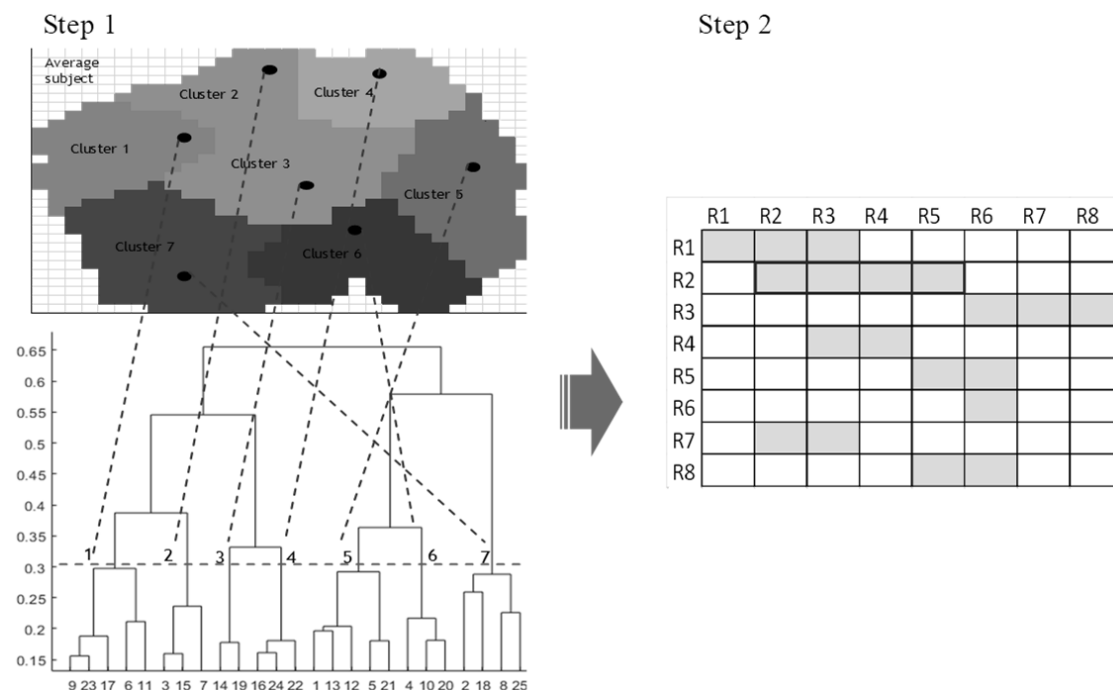 Step 1
Step 2
Average
subject
Cluster 2
Cluster 4
Cluster 1
Cluster 3
Cluster 5
Cluster 7
Cluster 6
R1 R2 R3 R4 R5 R6 R7 R8
R1
R2
R3
R4
R5
R6
R7
R8
0.65
0.6
0.55
0.5
0.45
0.4
0.35
1 2 3 4 5 6 7
0.3
0.25
0.2
0.15
9 23 17 6 11 3 15 7 14 19 16 24 22 1 13 12 5 21 4 10 20 2 18 8 25